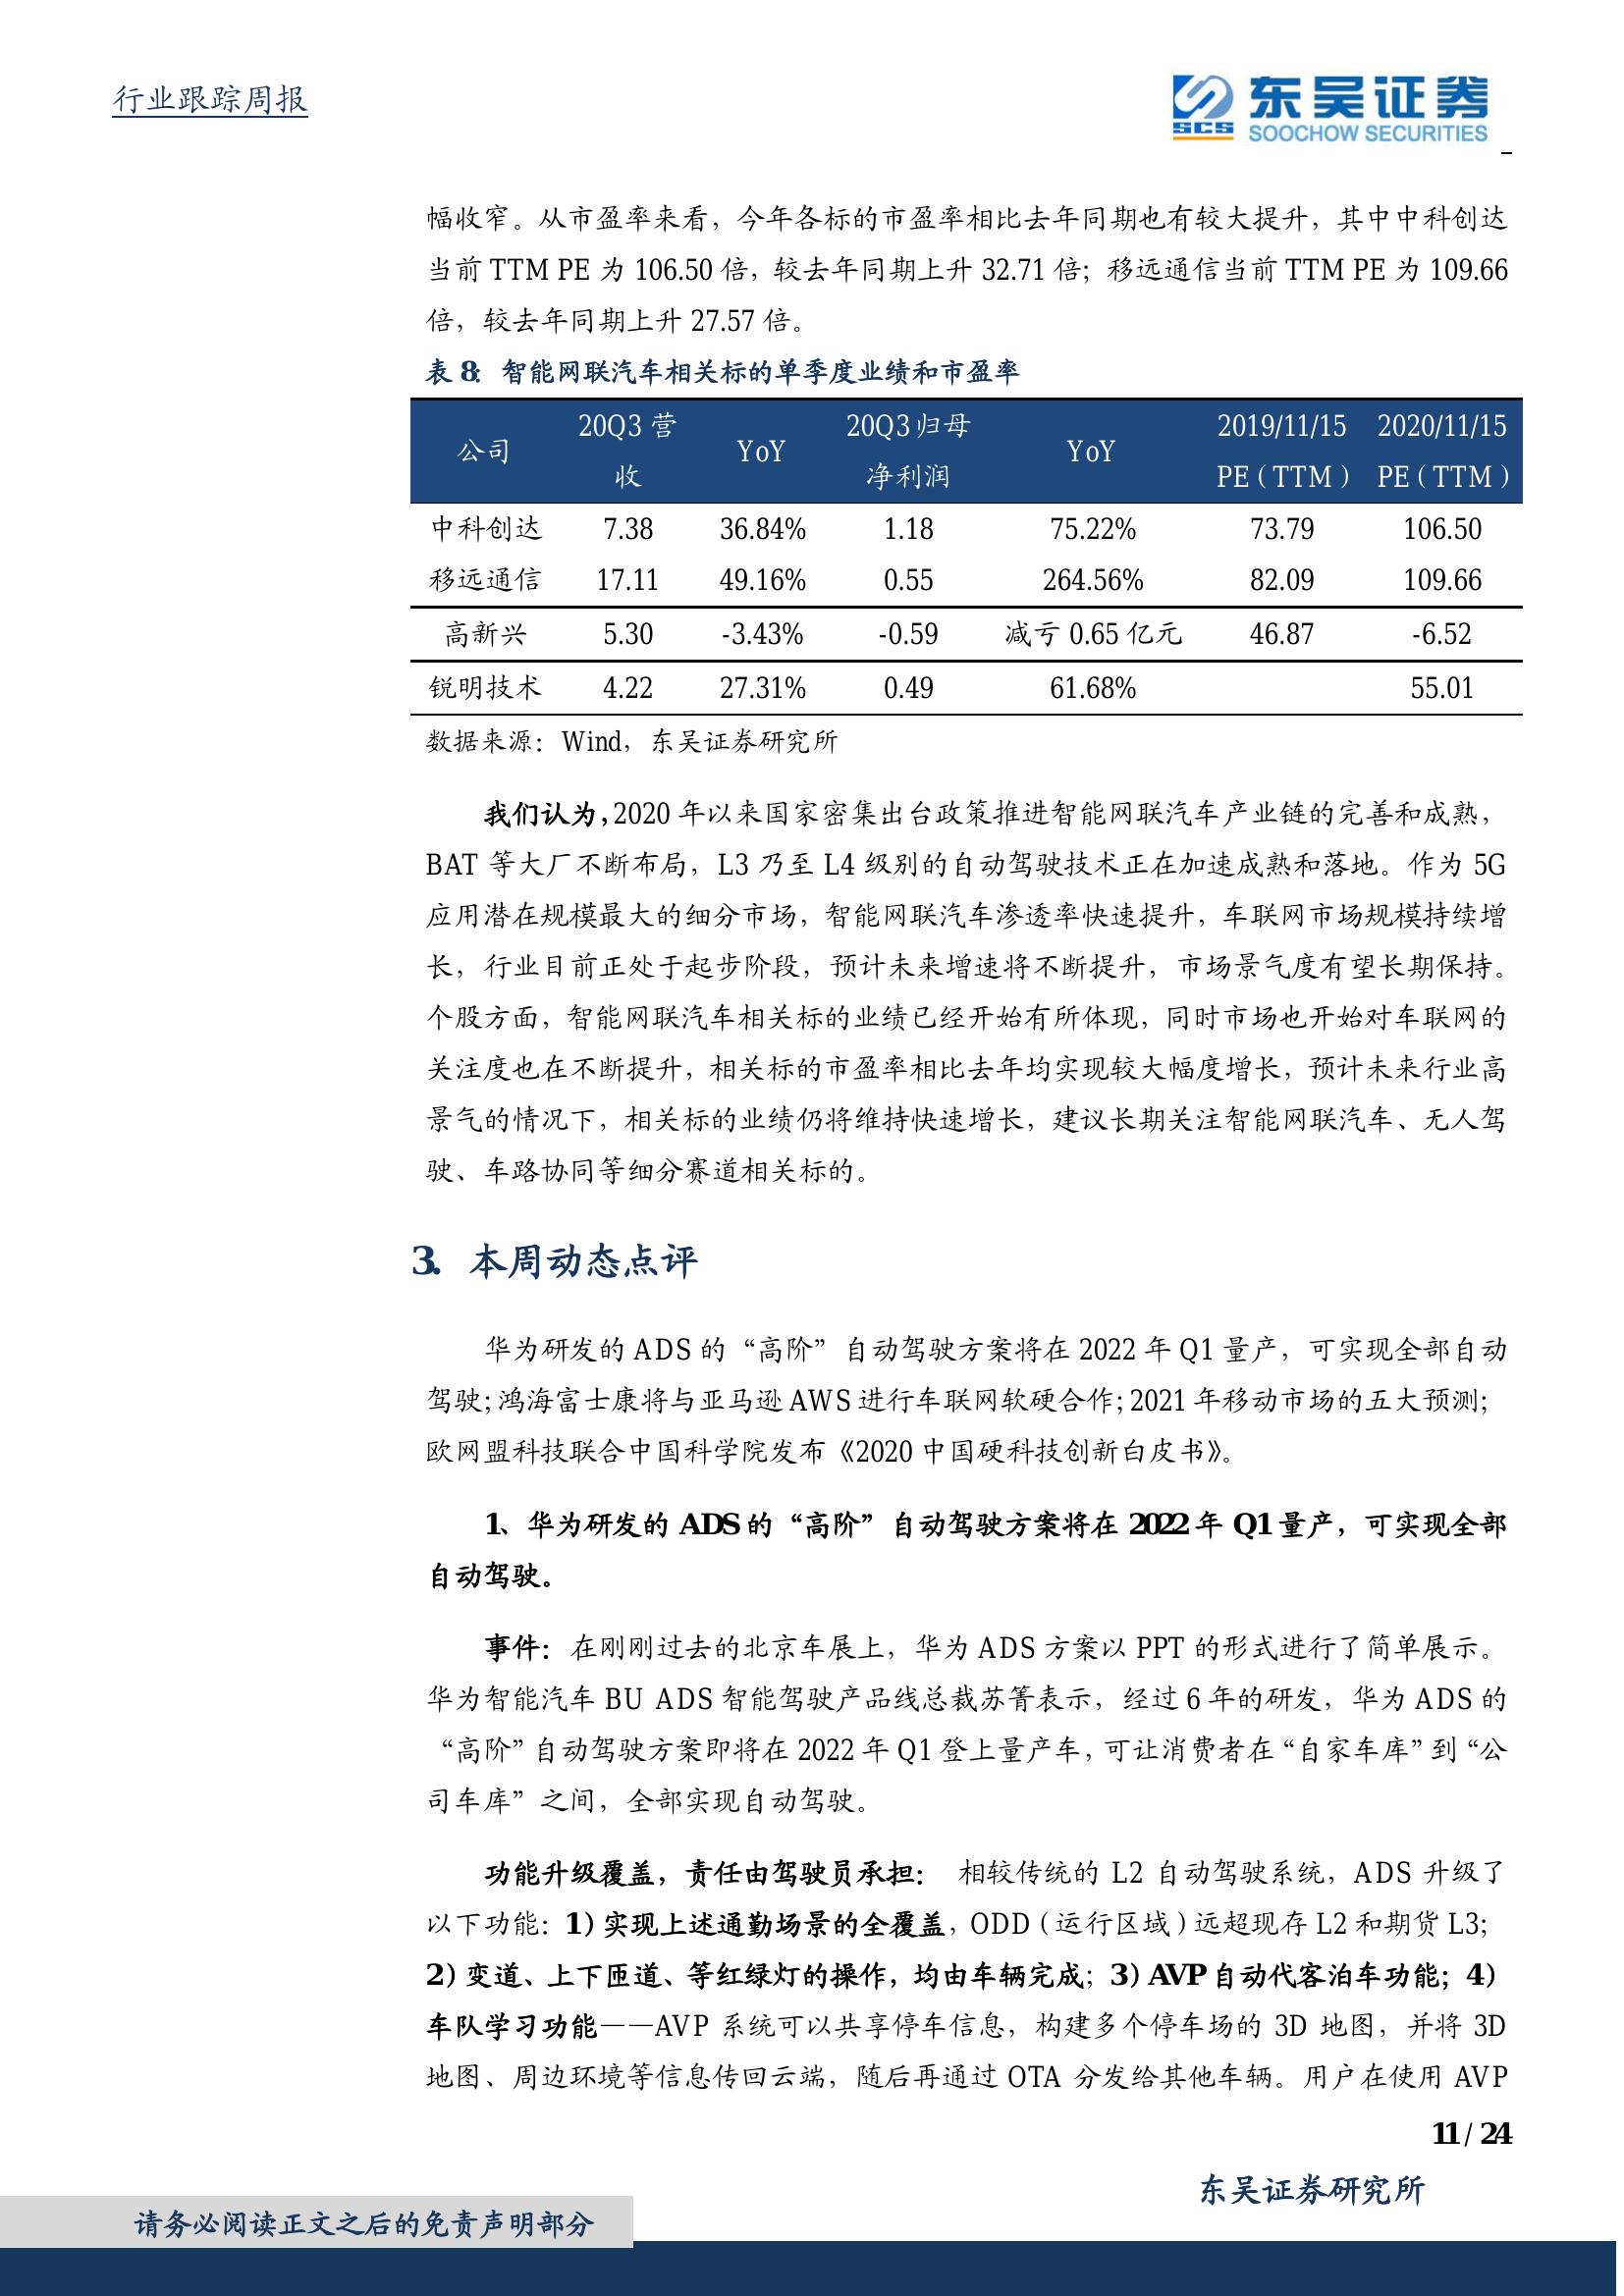 行业跟踪周报
SCS
东吴证券
SOOCHOW SECURITIES
幅收窄。从市盈率来看，今年各标的市盈率相比去年同期也有较大提升，其中中科创达
当前 TTM PE 为 106.50 倍，较去年同期上升 32.71 倍；移远通信当前 TTM PE 为 109.66
倍，较去年同期上升 27.57 倍。
表 8：智能网联汽车相关标的单季度业绩和市盈率
公司 20Q3 营收 YoY 20Q3 归母净利润 YoY 2019/11/15 PE（TTM） 2020/11/15 PE（TTM）
中科创达 7.38 36.84% 1.18 75.22% 73.79 106.50
移远通信 17.11 49.16% 0.55 264.56% 82.09 109.66
高新兴 5.30 -3.43% -0.59 减亏 0.65 亿元 46.87 -6.52
锐明技术 4.22 27.31% 0.49 61.68% 55.01
数据来源：Wind，东吴证券研究所
我们认为，2020 年以来国家密集出台政策推进智能网联汽车产业链的完善和成熟，
BAT 等大厂不断布局，L3 乃至 L4 级别的自动驾驶技术正在加速成熟和落地。作为 5G
应用潜在规模最大的细分市场，智能网联汽车渗透率快速提升，车联网市场规模持续增
长，行业目前正处于起步阶段，预计未来增速将不断提升，市场景气度有望长期保持。
个股方面，智能网联汽车相关标的业绩已经开始有所体现，同时市场也开始对车联网的
关注度也在不断提升，相关标的市盈率相比去年均实现较大幅度增长，预计未来行业高
景气的情况下，相关标的业绩仍将维持快速增长，建议长期关注智能网联汽车、无人驾
驶、车路协同等细分赛道相关标的。
3. 本周动态点评
华为研发的 ADS 的“高阶”自动驾驶方案将在 2022 年 Q1 量产，可实现全部自动
驾驶；鸿海富士康将与亚马逊 AWS 进行车联网软硬合作；2021 年移动市场的五大预测；
欧网盟科技联合中国科学院发布《2020 中国硬科技创新白皮书》。
1、华为研发的 ADS 的“高阶”自动驾驶方案将在 2022 年 Q1 量产，可实现全部
自动驾驶。
事件：在刚刚过去的北京车展上，华为 ADS 方案以 PPT 的形式进行了简单展示。
华为智能汽车 BU ADS 智能驾驶产品线总裁苏箐表示，经过 6 年的研发，华为 ADS 的
“高阶”自动驾驶方案即将在 2022 年 Q1 登上量产车，可让消费者在“自家车库”到“公
司车库”之间，全部实现自动驾驶。
功能升级覆盖，责任由驾驶员承担： 相较传统的 L2 自动驾驶系统，ADS 升级了
以下功能：1）实现上述通勤场景的全覆盖，ODD（运行区域）远超现存 L2 和期货 L3；
2）变道、上下匝道、等红绿灯的操作，均由车辆完成；3）AVP 自动代客泊车功能；4）
车队学习功能——AVP 系统可以共享停车信息，构建多个停车场的 3D 地图，并将 3D
地图、周边环境等信息传回云端，随后再通过 OTA 分发给其他车辆。用户在使用 AVP
11 / 24
东吴证券研究所
请务必阅读正文之后的免责声明部分